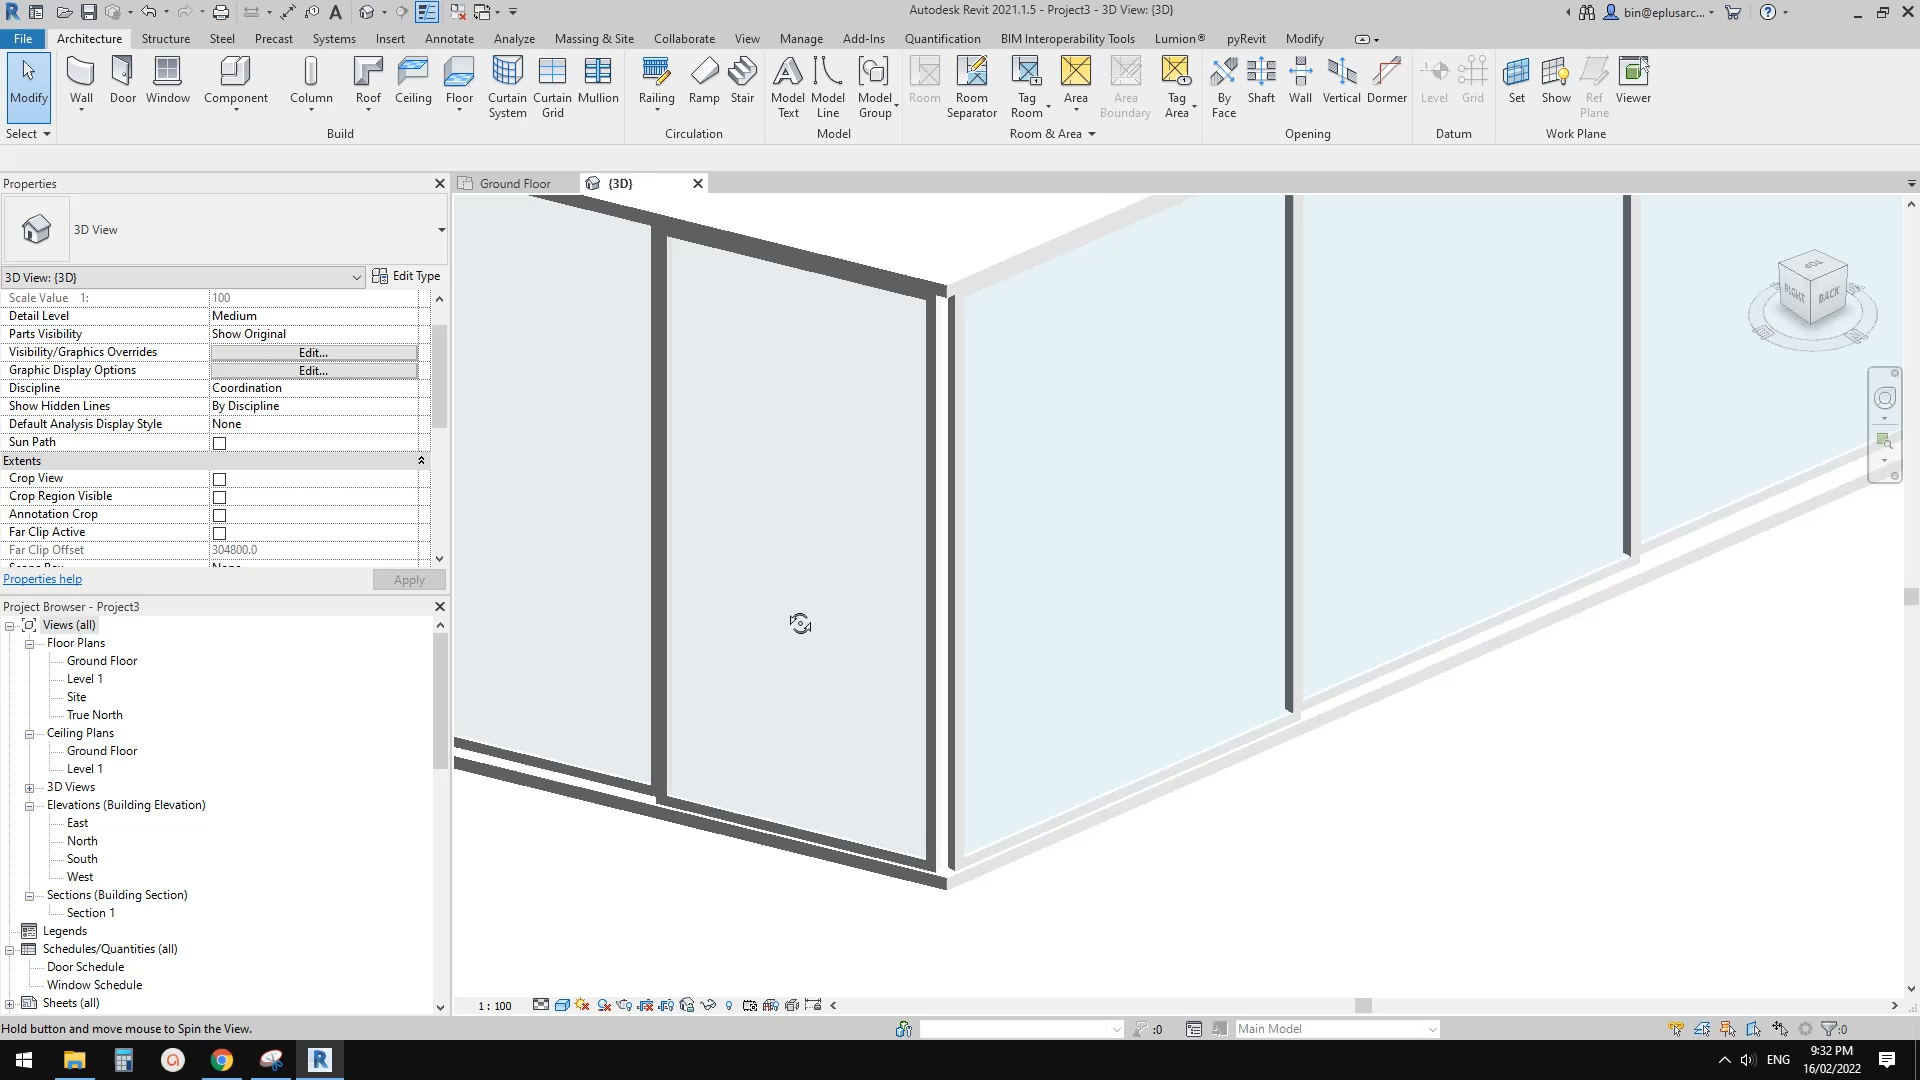 Autodesk Revit 2021.1.5 - Project3 - 3D View: {3D}
bin@eplusarc...
File Architecture Structure Steel Precast Systems Insert Annotate Analyze Massing & Site Collaborate View Manage Add-Ins Quantification BIM Interoperability Tools Lumion® pyRevit Modify
Modify Wall Door Window Component Column Roof Ceiling Floor Curtain System Curtain Grid Mullion Railing Ramp Stair Model Text Model Line Model Group Room Room Separator Tag Room Area Area Boundary Tag Area By Face Shaft Wall Vertical Dormer Level Grid Set Show Ref Plane Viewer
Select Build Circulation Model Room & Area Opening Datum Work Plane
Properties
Ground Floor {3D}
3D View
3D View: {3D} Edit Type
Scale Value 1: 100
Detail Level Medium
Parts Visibility Show Original
Visibility/Graphics Overrides Edit...
Graphic Display Options Edit...
Discipline Coordination
Show Hidden Lines By Discipline
Default Analysis Display Style None
Sun Path
Extents
Crop View
Crop Region Visible
Annotation Crop
Far Clip Active
Far Clip Offset 304800.0
Properties help Apply
Project Browser - Project3
Views (all)
Floor Plans
Ground Floor
Level 1
Site
True North
Ceiling Plans
Ground Floor
Level 1
3D Views
Elevations (Building Elevation)
East
North
South
West
Sections (Building Section)
Section 1
Legends
Schedules/Quantities (all)
Door Schedule
Window Schedule
Sheets (all)
TOP
RIGHT BACK
1 : 100
Hold button and move mouse to Spin the View.
:0 Main Model :0
ENG
9:32 PM
16/02/2022